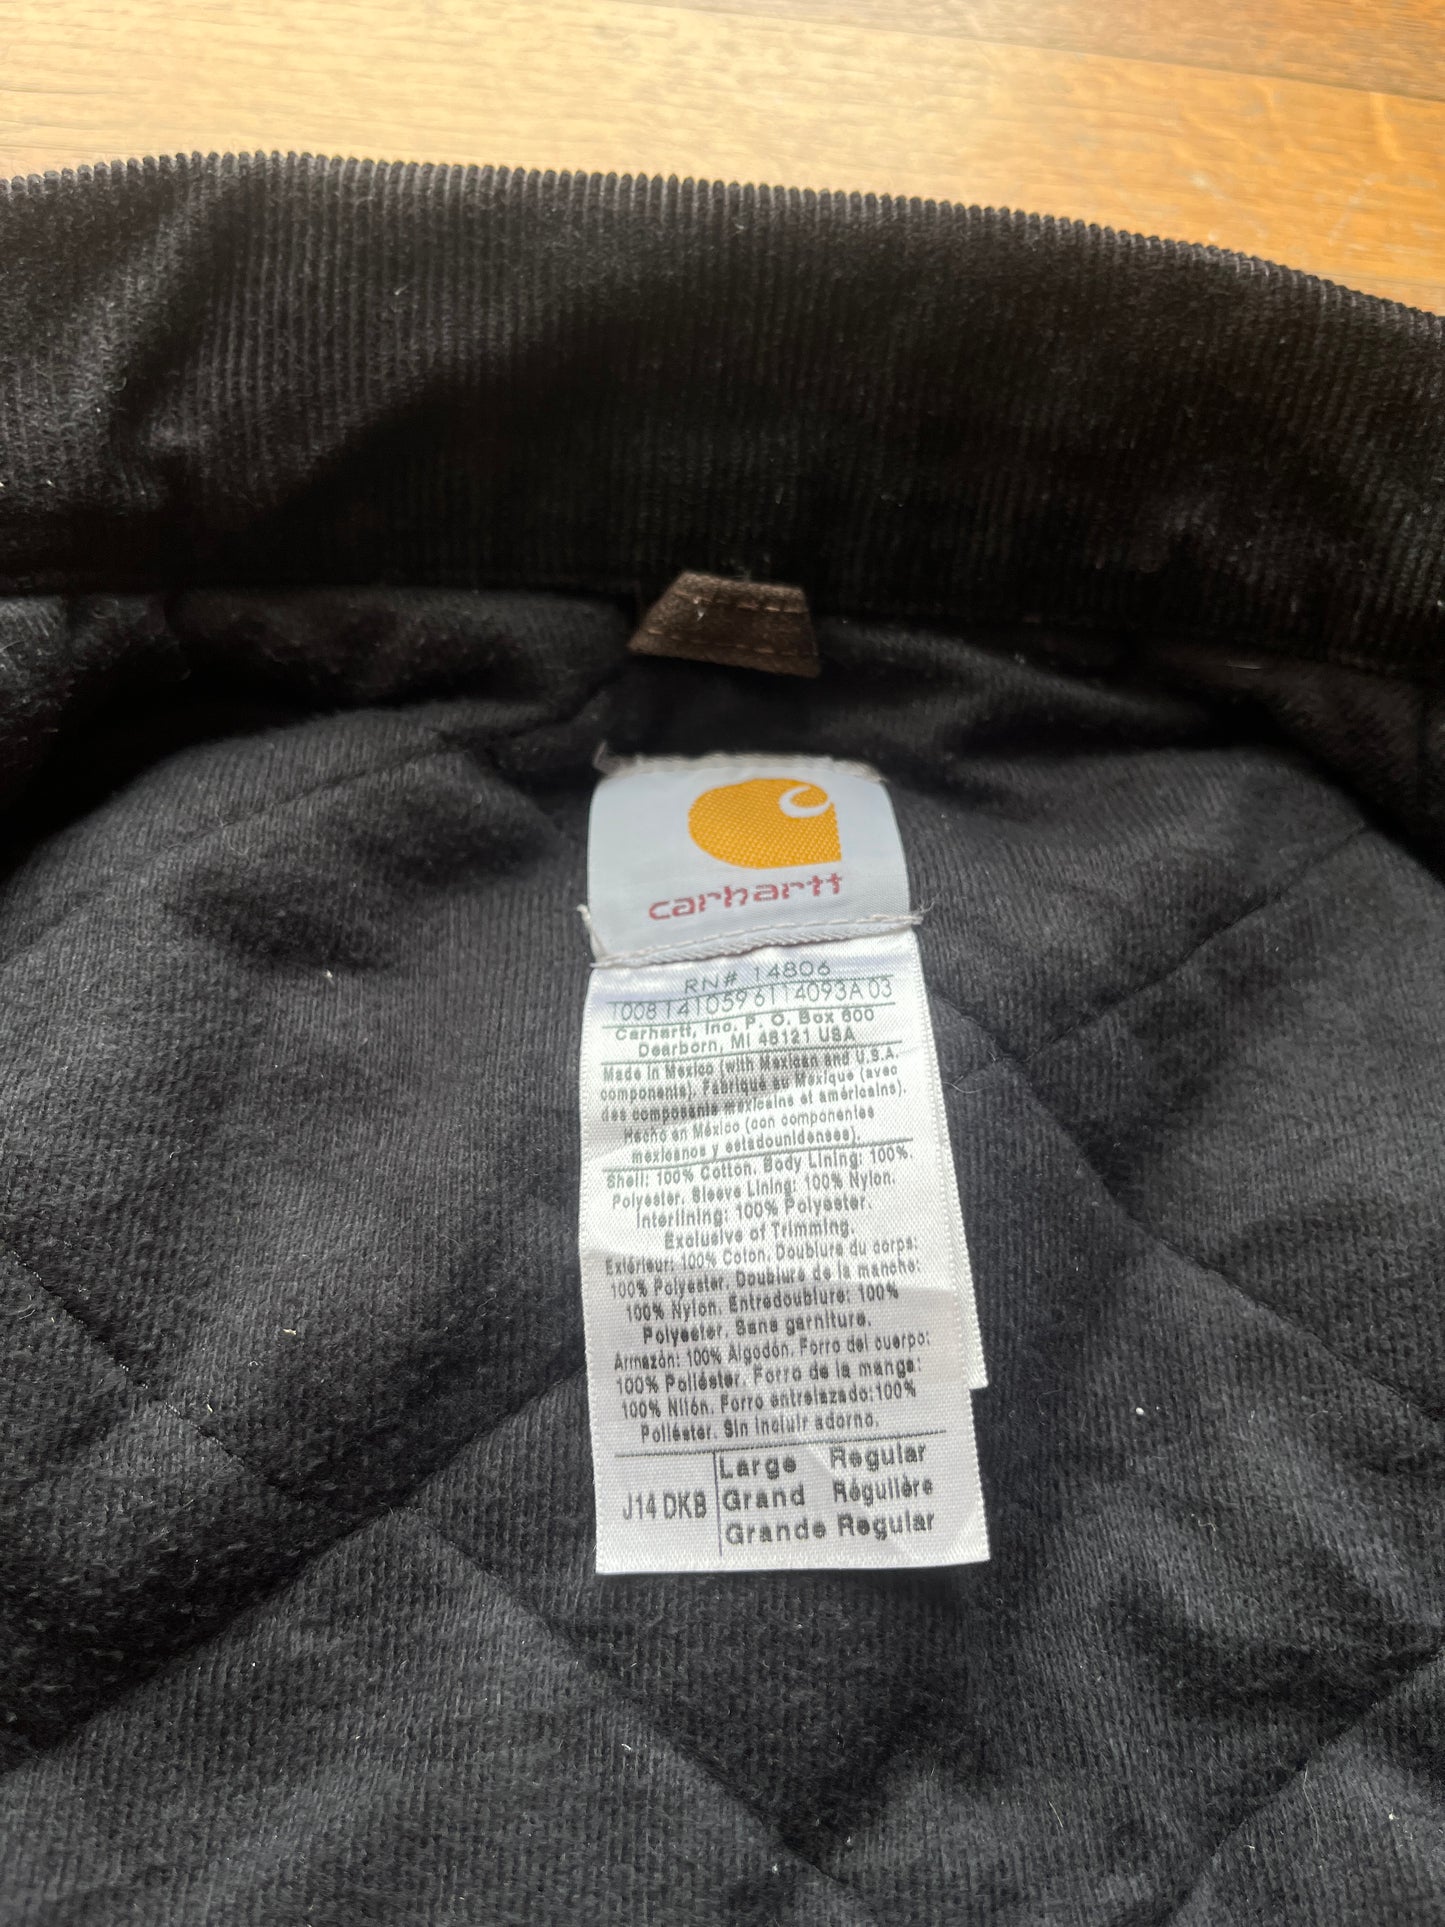 carhartt
RN# 14806
10081410596114093A 03
Carhartt, Inc. P. O. Box 600
Dearborn, MI 48121 USA
Made in Mexico (with Mexican and U.S.A.
components). Fabriqué au Méxique (avec
des composants mexicains et américains).
Hecho en México (con componentes
mexicanos y estadounidenses).
Shell: 100% Cotton. Body Lining: 100%.
Polyester. Sleeve Lining: 100% Nylon.
Interlining: 100% Polyester.
Exclusive of Trimming.
Extérieur: 100% Coton. Doublure du corps:
100% Polyester. Doublure de la manche:
100% Nylon. Entredoublure: 100%
Polyester. Sans garniture.
Armazón: 100% Algodón. Forro del cuerpo:
100% Poliéster. Forro de la manga:
100% Nilón. Forro entrelazado:100%
Poliéster. Sin incluir adorno.
J14 DKB
Large Regular
Grand Régulière
Grande Regular